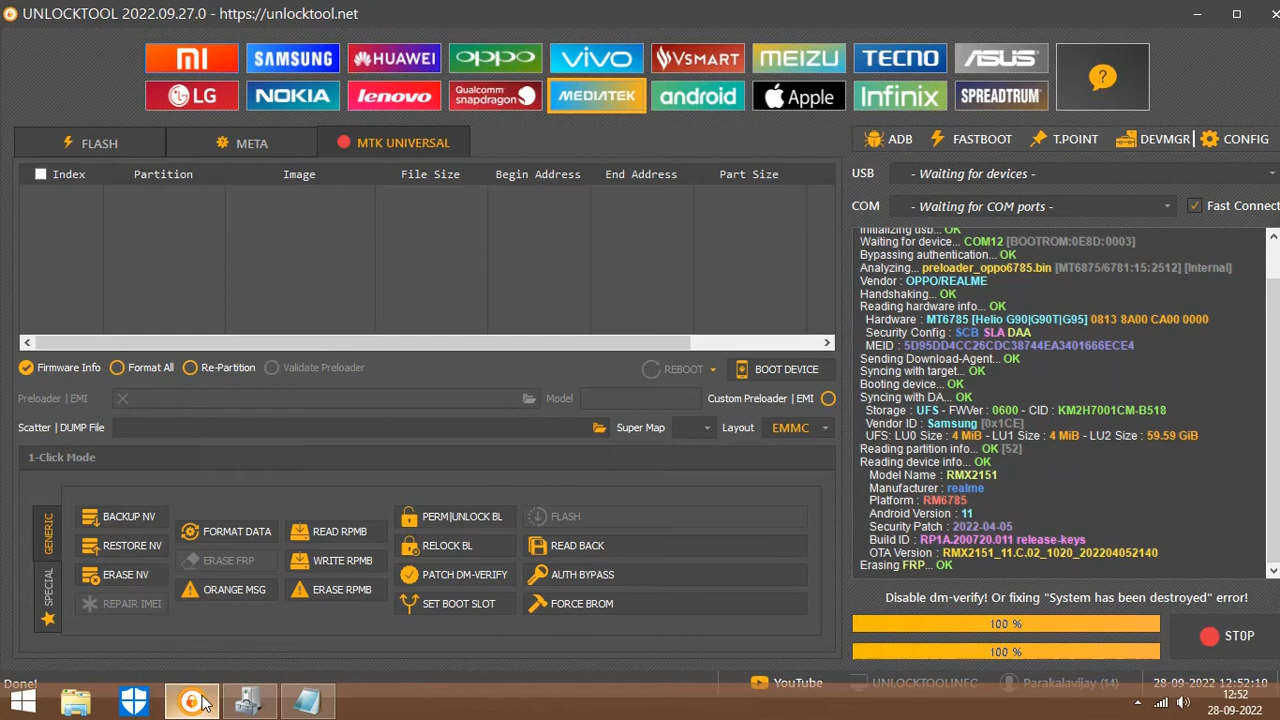 UNLOCKTOOL 2022.09.27.0 - https://unlocktool.net
mi SAMSUNG HUAWEI oppo vivo VSMART MEIZU TECNO ASUS ?
LG NOKIA lenovo Qualcomm snapdragon MEDIATEK android Apple Infinix SPREADTRUM
FLASH META MTK UNIVERSAL
ADB FASTBOOT T.POINT DEVMGR CONFIG
Index Partition Image File Size Begin Address End Address Part Size
USB - Waiting for devices -
COM - Waiting for COM ports - Fast Connect
Initializing usb... OK
Waiting for device... COM12 [BOOTROM:0E8D:0003]
Bypassing authentication... OK
Analyzing... preloader_oppo6785.bin [MT6875/6781:15:2512] [Internal]
Vendor : OPPO/REALME
Handshaking... OK
Reading hardware info... OK
Hardware : MT6785 [Helio G90|G90T|G95] 0813 8A00 CA00 0000
Security Config : SCB SLA DAA
MEID : 5D95DD4CC26CDC38744EA3401666ECE4
Sending Download-Agent... OK
Syncing with target... OK
Booting device... OK
Syncing with DA... OK
Storage : UFS - FWVer : 0600 - CID : KM2H7001CM-B518
Vendor ID : Samsung [0x1CE]
UFS: LU0 Size : 4 MiB - LU1 Size : 4 MiB - LU2 Size : 59.59 GiB
Reading partition info... OK [52]
Reading device info... OK
Model Name : RMX2151
Manufacturer : realme
Platform : RM6785
Android Version : 11
Security Patch : 2022-04-05
Build ID : RP1A.200720.011 release-keys
OTA Version : RMX2151_11.C.02_1020_202204052140
Erasing FRP... OK
Firmware Info Format All Re-Partition Validate Preloader REBOOT BOOT DEVICE
Preloader | EMI Model Custom Preloader | EMI
Scatter | DUMP File Super Map Layout EMMC
1-Click Mode
GENERIC
SPECIAL
BACKUP NV
RESTORE NV
ERASE NV
REPAIR IMEI
FORMAT DATA
ERASE FRP
ORANGE MSG
READ RPMB
WRITE RPMB
ERASE RPMB
PERM|UNLOCK BL
RELOCK BL
PATCH DM-VERIFY
SET BOOT SLOT
FLASH
READ BACK
AUTH BYPASS
FORCE BROM
Disable dm-verify! Or fixing "System has been destroyed" error!
100 %
100 %
STOP
Done! YouTube UNLOCKTOOL.INFC Parakalavijay (14) 28-09-2022 12:52:10
12:52
28-09-2022